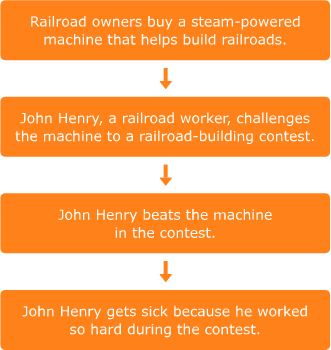 Railroad owners buy a steam-powered
machine that helps build railroads.
John Henry, a railroad worker, challenges
the machine to a railroad-building contest.
John Henry beats the machine
in the contest.
John Henry gets sick because he worked
so hard during the contest.